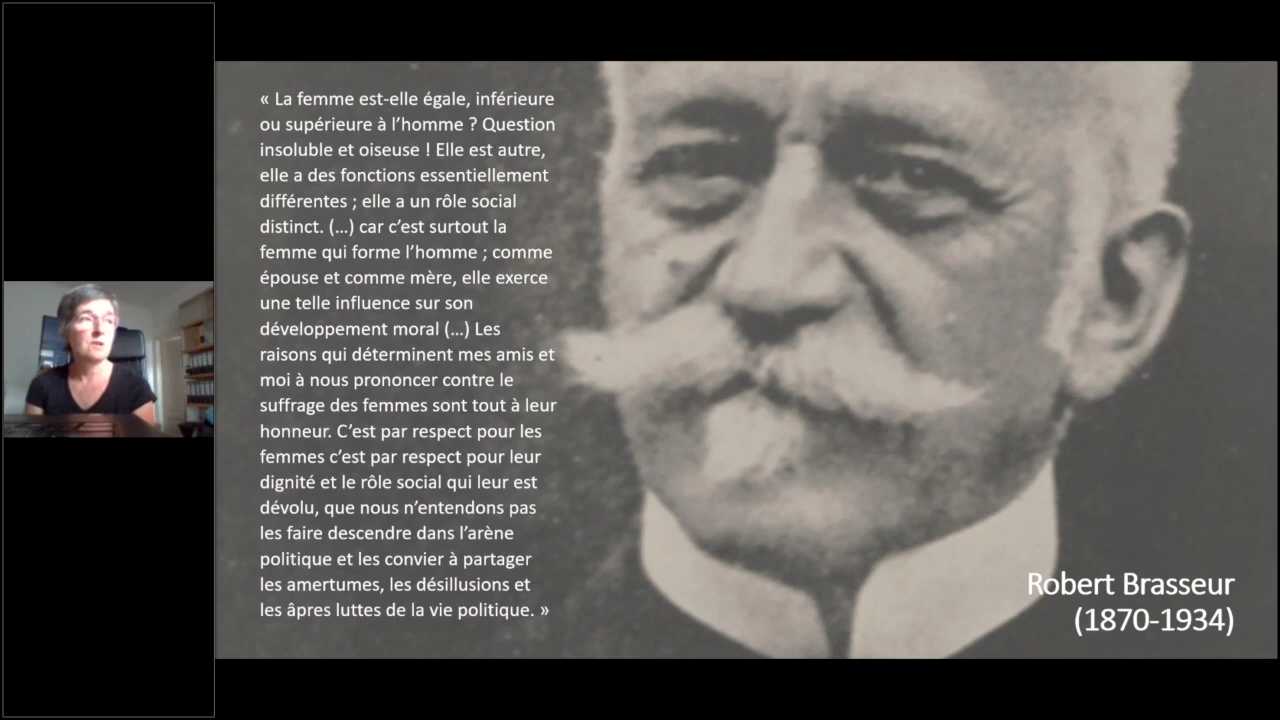 « La femme est-elle égale, inférieure
ou supérieure à l’homme ? Question
insoluble et oiseuse ! Elle est autre,
elle a des fonctions essentiellement
différentes ; elle a un rôle social
distinct. (…) car c’est surtout la
femme qui forme l’homme ; comme
épouse et comme mère, elle exerce
une telle influence sur son
développement moral (…) Les
raisons qui déterminent mes amis et
moi à nous prononcer contre le
suffrage des femmes sont tout à leur
honneur. C’est par respect pour les
femmes c’est par respect pour leur
dignité et le rôle social qui leur est
dévolu, que nous n’entendons pas
les faire descendre dans l’arène
politique et les convier à partager
les amertumes, les désillusions et
les âpres luttes de la vie politique. »
Robert Brasseur
(1870-1934)